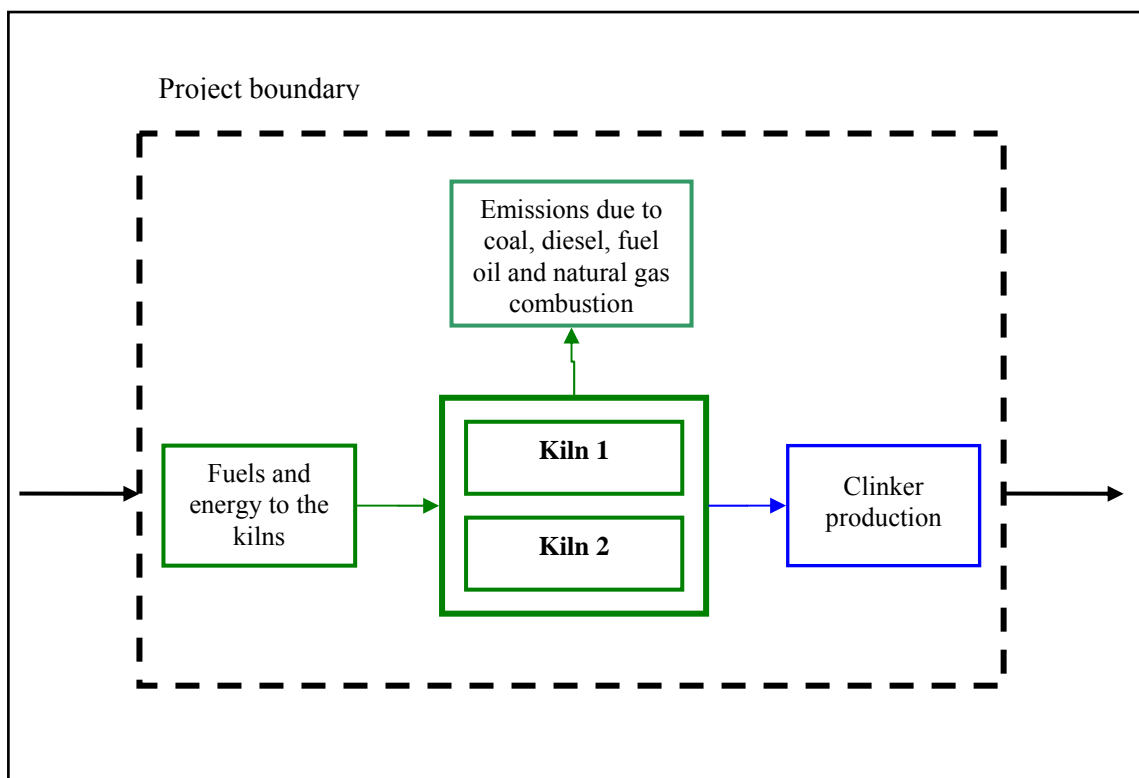 Project boundary
Emissions due to
coal, diesel, fuel
oil and natural gas
combustion
Fuels and
energy to the
kilns
Kiln 1
Kiln 2
Clinker
production